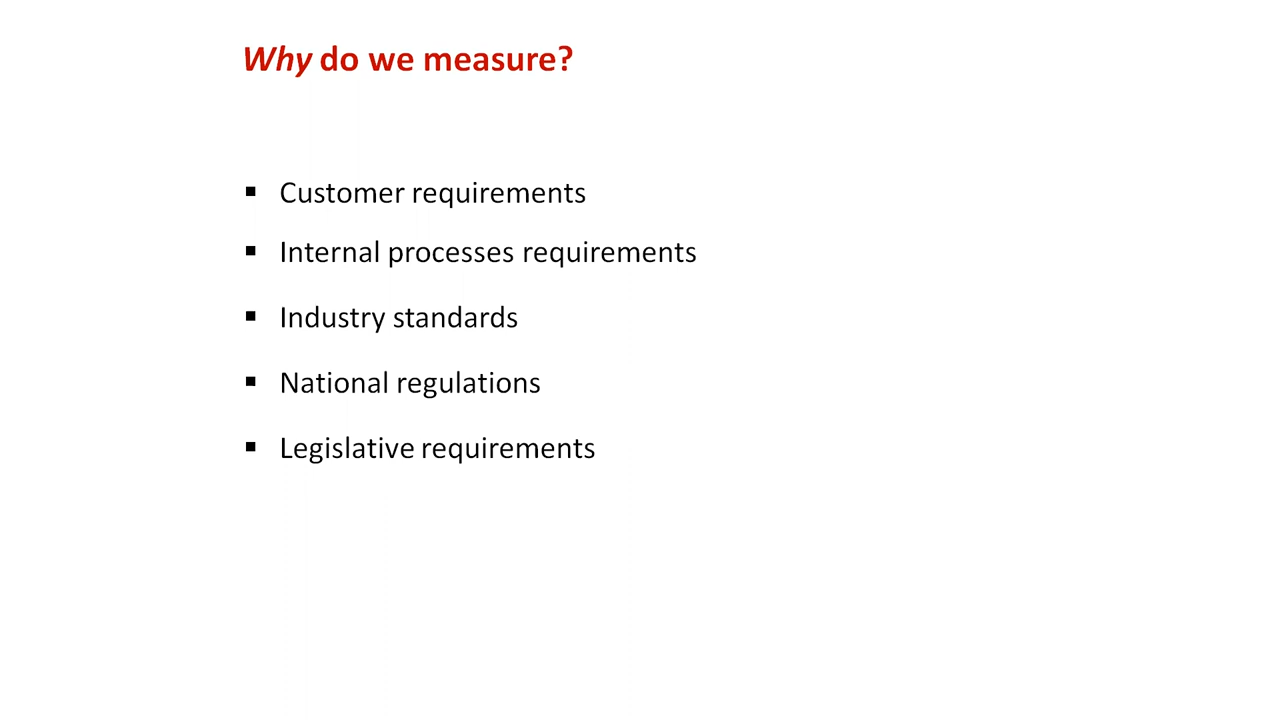 Why do we measure?
▪ Customer requirements
▪ Internal processes requirements
▪ Industry standards
▪ National regulations
▪ Legislative requirements